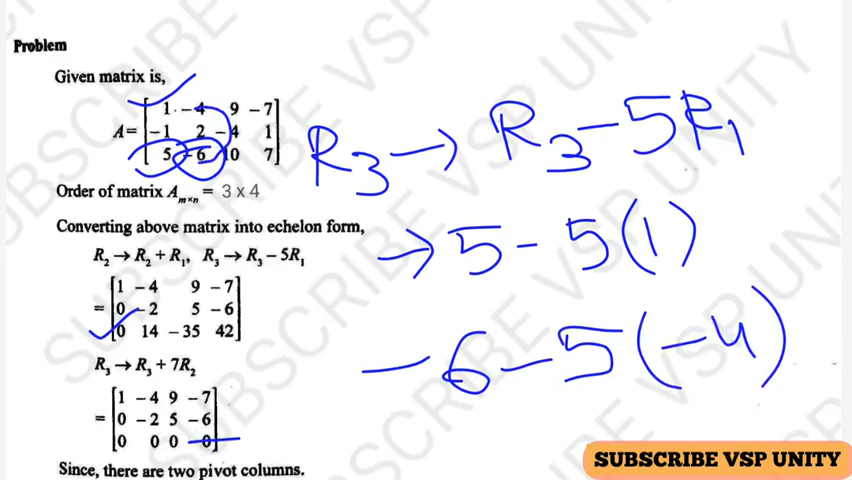 Problem
Given matrix is,
A = [ 1 -4 9 -7
-1 2 -4 1
5 -6 10 7 ]
Order of matrix A m×n = 3 x 4
Converting above matrix into echelon form,
R₂ → R₂ + R₁, R₃ → R₃ - 5R₁
= [ 1 -4 9 -7
0 -2 5 -6
0 14 -35 42 ]
R₃ → R₃ + 7R₂
= [ 1 -4 9 -7
0 -2 5 -6
0 0 0 0 ]
Since, there are two pivot columns.
R₃ → R₃ - 5R₁
→ 5 - 5(1)
-6 - 5(-4)
SUBSCRIBE VSP UNITY
SUBSCRIBE VSP UNITY